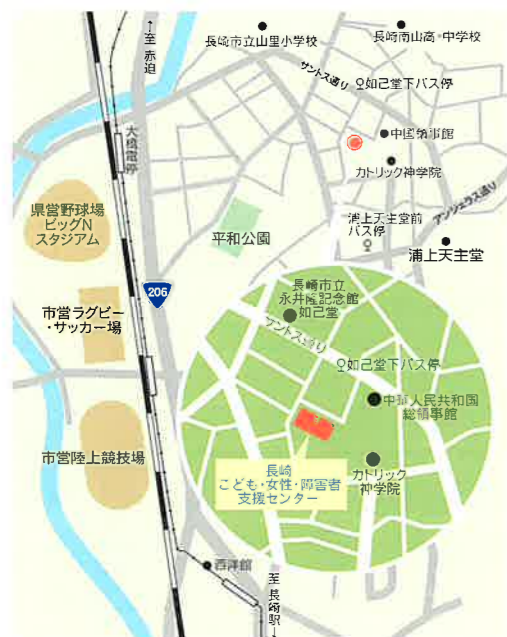 ↑至 赤迫
長崎市立山里小学校
長崎南山高・中学校
サントス通り
如己堂下バス停
中国領事館
カトリック神学院
大橋電停
アンジェラス通り
浦上天主堂前
バス停
浦上天主堂
県営野球場
ビッグN
スタジアム
平和公園
206
市営ラグビー
・サッカー場
長崎市立
永井隆記念館
如己堂
サントス通り
如己堂下バス停
中華人民共和国
総領事館
長崎
こども・女性・障害者
支援センター
カトリック
神学院
市営陸上競技場
西洋館
至 長崎駅↓